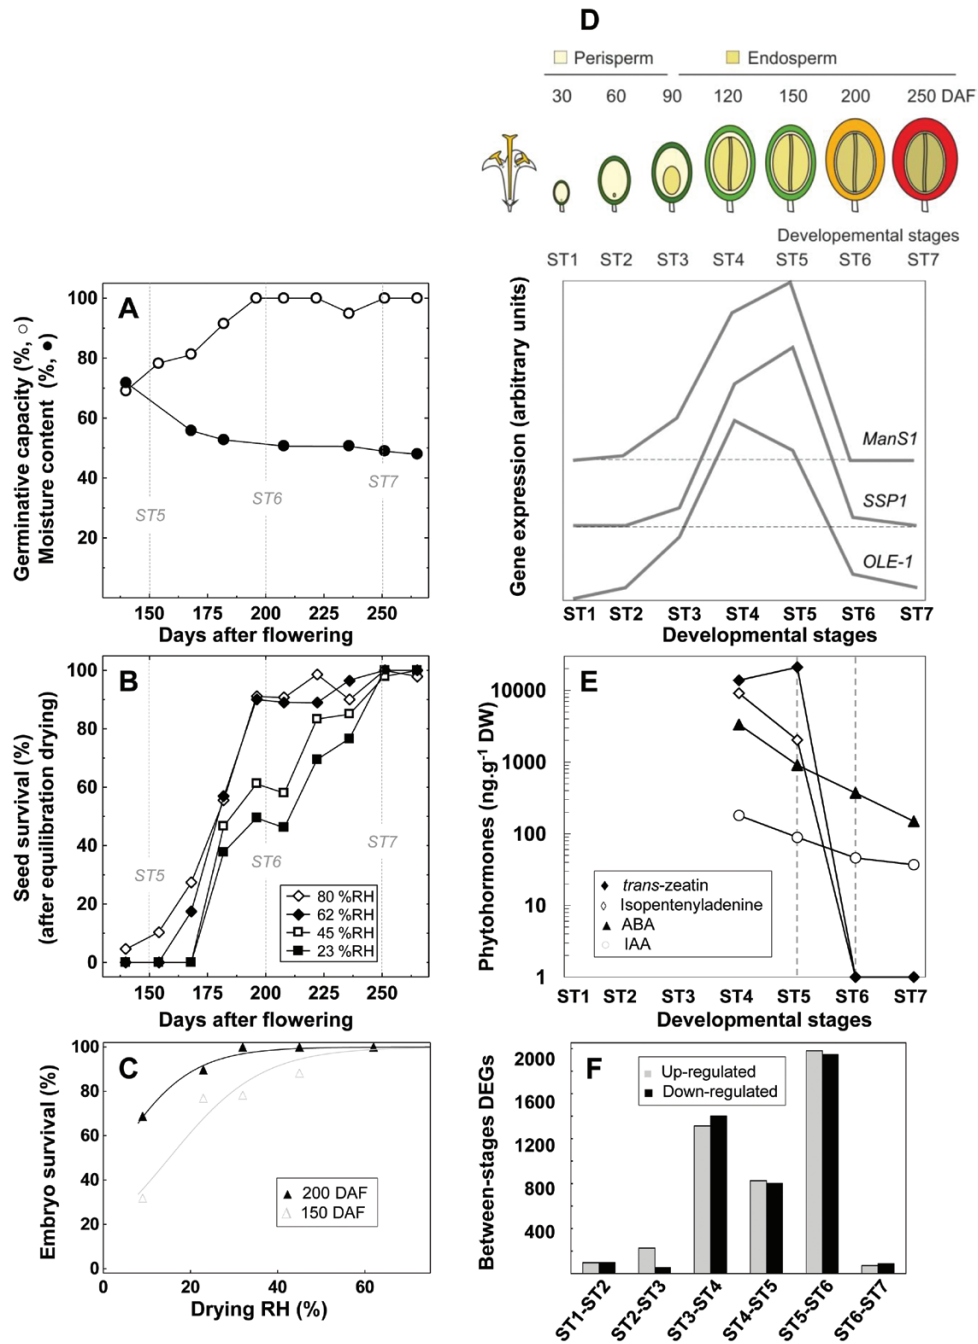 D
Perisperm
Endosperm
30 60 90 120 150 200 250 DAF
Developemental stages
ST1 ST2 ST3 ST4 ST5 ST6 ST7
Gene expression (arbitrary units)
ManS1
SSP1
OLE-1
ST1 ST2 ST3 ST4 ST5 ST6 ST7
Developmental stages
A
Germinative capacity (%, ○)
Moisture content (%, ●)
100
80
60
40
20
ST5
ST6
ST7
150 175 200 225 250
Days after flowering
B
Seed survival (%)
(after equilibration drying)
100
80
60
40
20
0
ST5
ST6
ST7
80 %RH
62 %RH
45 %RH
23 %RH
150 175 200 225 250
Days after flowering
C
Embryo survival (%)
100
80
60
40
20
0
200 DAF
150 DAF
0 20 40 60
Drying RH (%)
E
Phytohormones (ng.g⁻¹ DW)
10000
1000
100
10
1
trans-zeatin
Isopentenyladenine
ABA
IAA
ST1 ST2 ST3 ST4 ST5 ST6 ST7
Developmental stages
F
Between-stages DEGs
2000
1600
1200
800
400
Up-regulated
Down-regulated
ST1-ST2
ST2-ST3
ST3-ST4
ST4-ST5
ST5-ST6
ST6-ST7